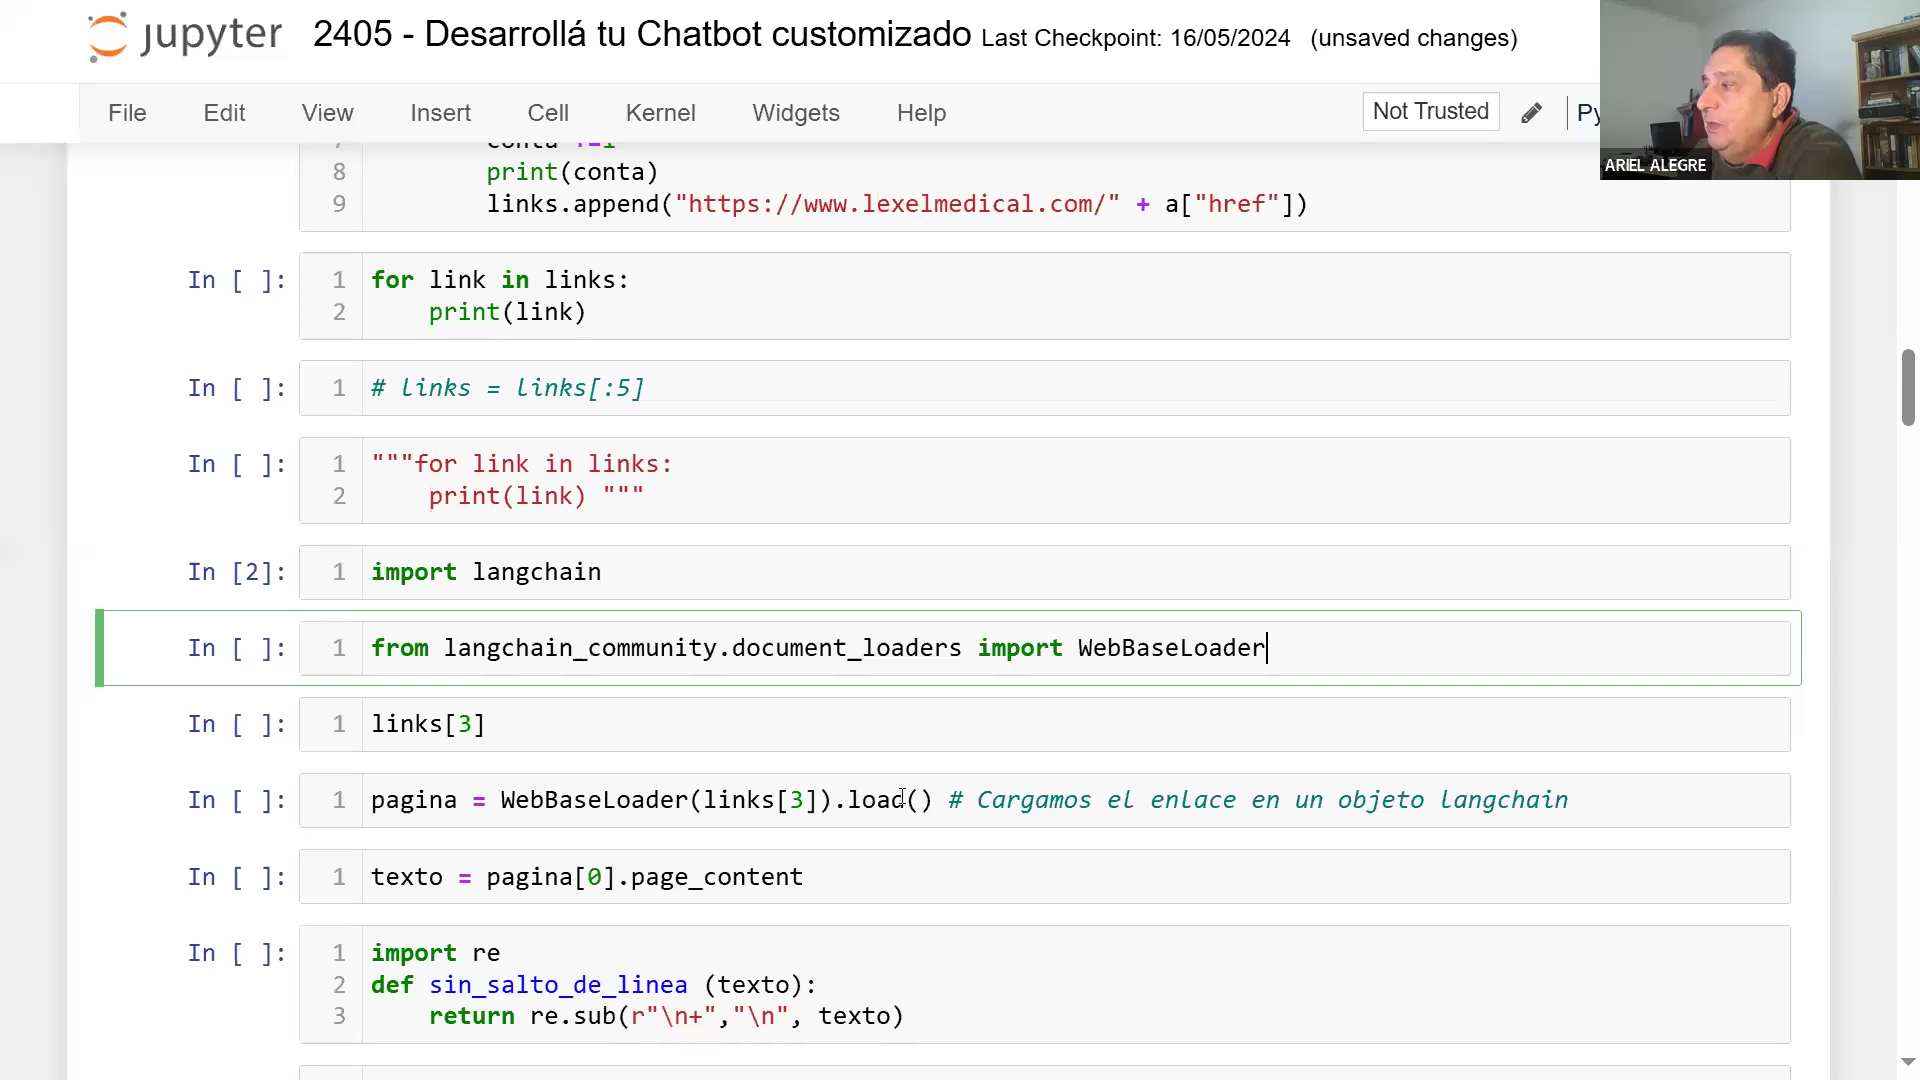 jupyter 2405 - Desarrollá tu Chatbot customizado Last Checkpoint: 16/05/2024 (unsaved changes)
File Edit View Insert Cell Kernel Widgets Help Not Trusted
ARIEL ALEGRE
7 conta +=1
8 print(conta)
9 links.append("https://www.lexelmedical.com/" + a["href"])
In [ ]: 1 for link in links:
2 print(link)
In [ ]: 1 # links = links[:5]
In [ ]: 1 """for link in links:
2 print(link) """
In [2]: 1 import langchain
In [ ]: 1 from langchain_community.document_loaders import WebBaseLoader
In [ ]: 1 links[3]
In [ ]: 1 pagina = WebBaseLoader(links[3]).load() # Cargamos el enlace en un objeto langchain
In [ ]: 1 texto = pagina[0].page_content
In [ ]: 1 import re
2 def sin_salto_de_linea (texto):
3 return re.sub(r"\n+","\n", texto)